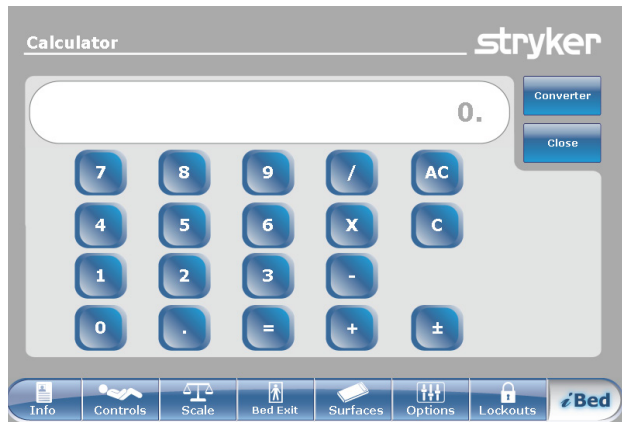 Calculator
stryker
0.
Converter
Close
7 8 9 / AC
4 5 6 X C
1 2 3 -
0 . = + ±
Info Controls Scale Bed Exit Surfaces Options Lockouts iBed